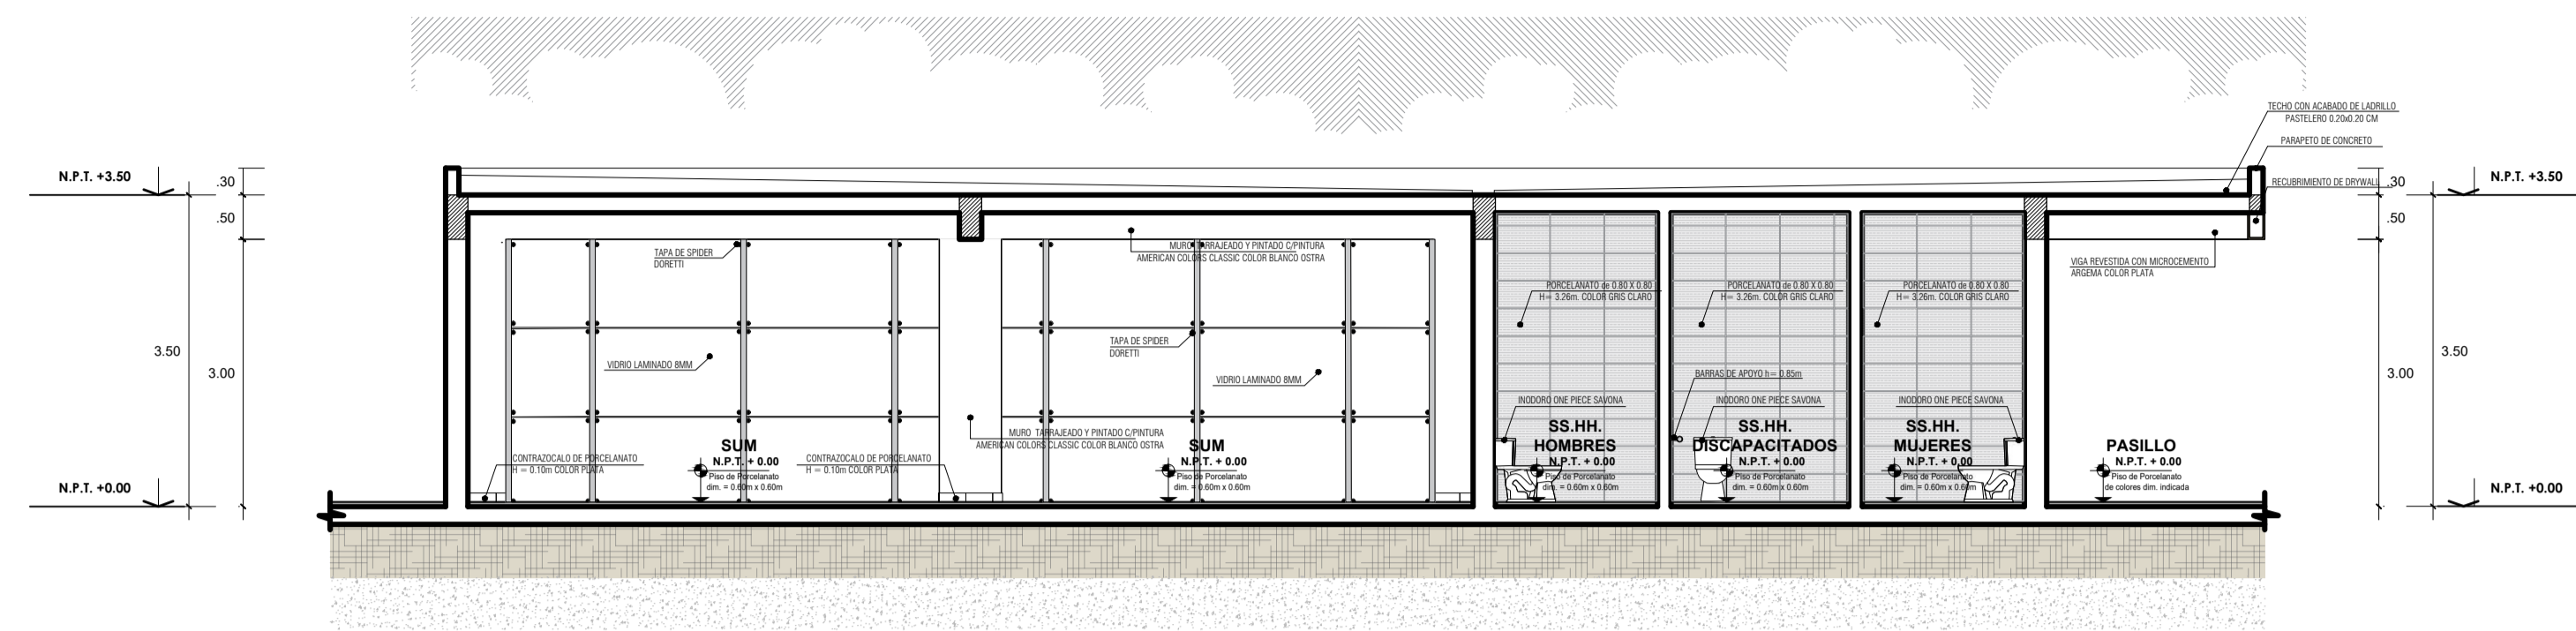 TECHO CON ACABADO DE LADRILLO
PASTELERO 0.20x0.20 CM
PARAPETO DE CONCRETO
RECUBRIMIENTO DE DRYWALL
N.P.T. +3.50
.30
.50
3.50
3.00
N.P.T. +0.00
TAPA DE SPIDER
DORETTI
VIDRIO LAMINADO 8MM
CONTRAZOCALO DE PORCELANATO
H = 0.10m COLOR PLATA
SUM
N.P.T. + 0.00
Piso de Porcelanato
dim. = 0.60m x 0.60m
CONTRAZOCALO DE PORCELANATO
H = 0.10m COLOR PLATA
MURO TARRAJEADO Y PINTADO C/PINTURA
AMERICAN COLORS CLASSIC COLOR BLANCO OSTRA
TAPA DE SPIDER
DORETTI
VIDRIO LAMINADO 8MM
MURO TARRAJEADO Y PINTADO C/PINTURA
AMERICAN COLORS CLASSIC COLOR BLANCO OSTRA
SUM
N.P.T. + 0.00
Piso de Porcelanato
dim. = 0.60m x 0.60m
PORCELANATO de 0.80 X 0.80
H= 3.26m. COLOR GRIS CLARO
INODORO ONE PIECE SAVONA
SS.HH.
HOMBRES
N.P.T. + 0.00
Piso de Porcelanato
dim. = 0.60m x 0.60m
PORCELANATO de 0.80 X 0.80
H= 3.26m. COLOR GRIS CLARO
BARRAS DE APOYO h= 0.85m
INODORO ONE PIECE SAVONA
SS.HH.
DISCAPACITADOS
N.P.T. + 0.00
Piso de Porcelanato
dim. = 0.60m x 0.60m
PORCELANATO de 0.80 X 0.80
H= 3.26m. COLOR GRIS CLARO
INODORO ONE PIECE SAVONA
SS.HH.
MUJERES
N.P.T. + 0.00
Piso de Porcelanato
dim. = 0.60m x 0.60m
VIGA REVESTIDA CON MICROCEMENTO
ARGEMA COLOR PLATA
PASILLO
N.P.T. + 0.00
Piso de Porcelanato
de colores dim. indicada
.30
.50
3.00
3.50
N.P.T. +3.50
N.P.T. +0.00